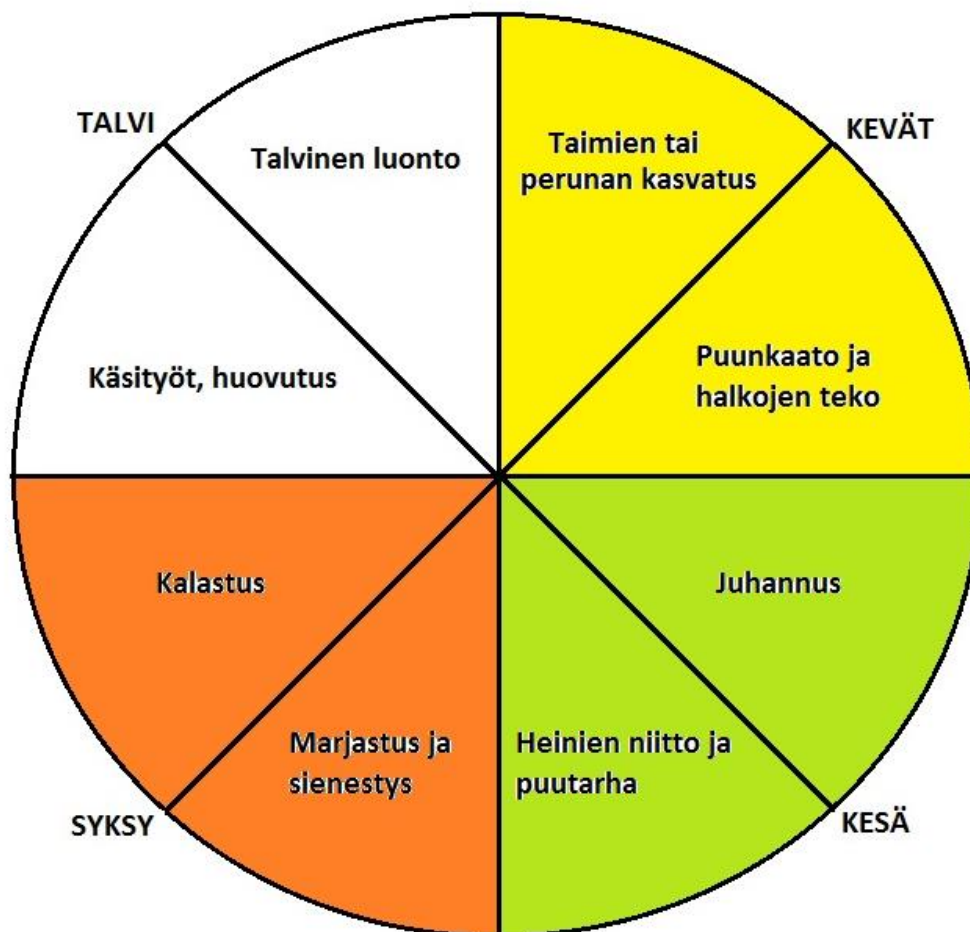 TALVI
KEVÄT
Talvinen luonto
Taimien tai
perunan kasvatus
Käsityöt, huovutus
Puunkaato ja
halkojen teko
Kalastus
Juhannus
Marjastus ja
sienestys
Heinien niitto ja
puutarha
SYKSY
KESÄ